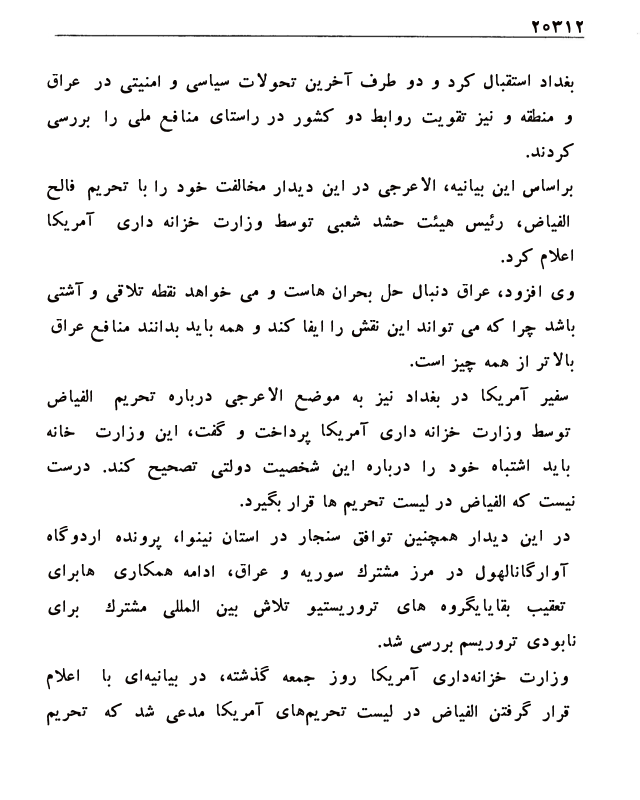 ۲۰۳۱۲
بغداد استقبال کرد و دو طرف آخرین تحولات سیاسی و امنیتی در عراق
و منطقه و نیز تقویت روابط دو کشور در راستای منافع ملی را بررسی
کردند.
براساس این بیانیه، الاعرجی در این دیدار مخالفت خود را با تحریم فالح
الفیاض، رئیس هیئت حشد شعبی توسط وزارت خزانه داری آمریکا
اعلام کرد.
وی افزود، عراق دنبال حل بحران هاست و می خواهد نقطه تلاقی و آشتی
باشد چرا که می تواند این نقش را ایفا کند و همه باید بدانند منافع عراق
بالاتر از همه چیز است.
سفیر آمریکا در بغداد نیز به موضع الاعرجی درباره تحریم الفیاض
توسط وزارت خزانه داری آمریکا پرداخت و گفت، این وزارت خانه
باید اشتباه خود را درباره این شخصیت دولتی تصحیح کند. درست
نیست که الفیاض در لیست تحریم ها قرار بگیرد.
در این دیدار همچنین توافق سنجار در استان نینوا، پرونده اردوگاه
آوارگانالهول در مرز مشترك سوریه و عراق، ادامه همکاری هابرای
تعقیب بقایایگروه های تروریستیو تلاش بین المللی مشترك برای
نابودی تروریسم بررسی شد.
وزارت خزانه‌داری آمریکا روز جمعه گذشته، در بیانیه‌ای با اعلام
قرار گرفتن الفیاض در لیست تحریم‌های آمریکا مدعی شد که تحریم